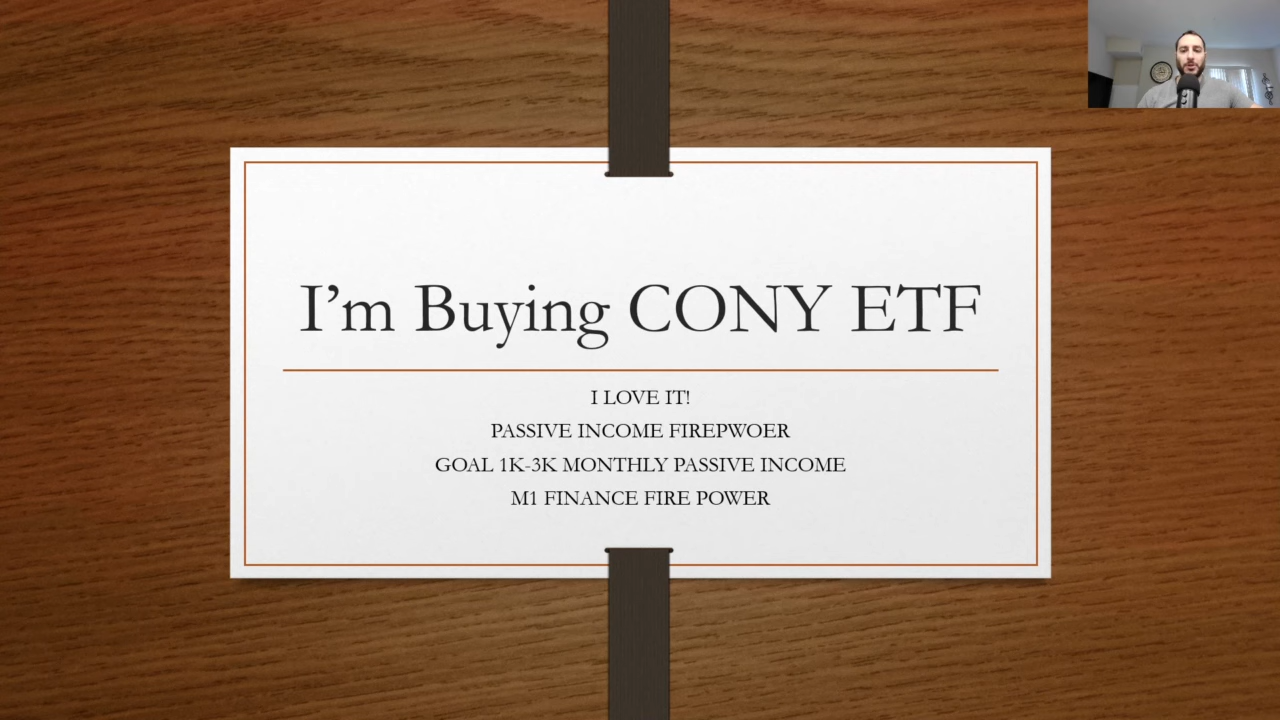 I’m Buying CONY ETF
I LOVE IT!
PASSIVE INCOME FIREPWOER
GOAL 1K-3K MONTHLY PASSIVE INCOME
M1 FINANCE FIRE POWER